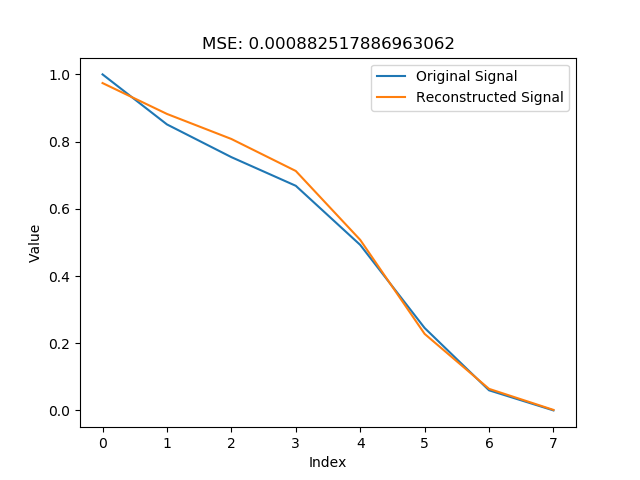 MSE: 0.000882517886963062
Original Signal
Reconstructed Signal
1.0
0.8
0.6
0.4
0.2
0.0
Value
0 1 2 3 4 5 6 7
Index